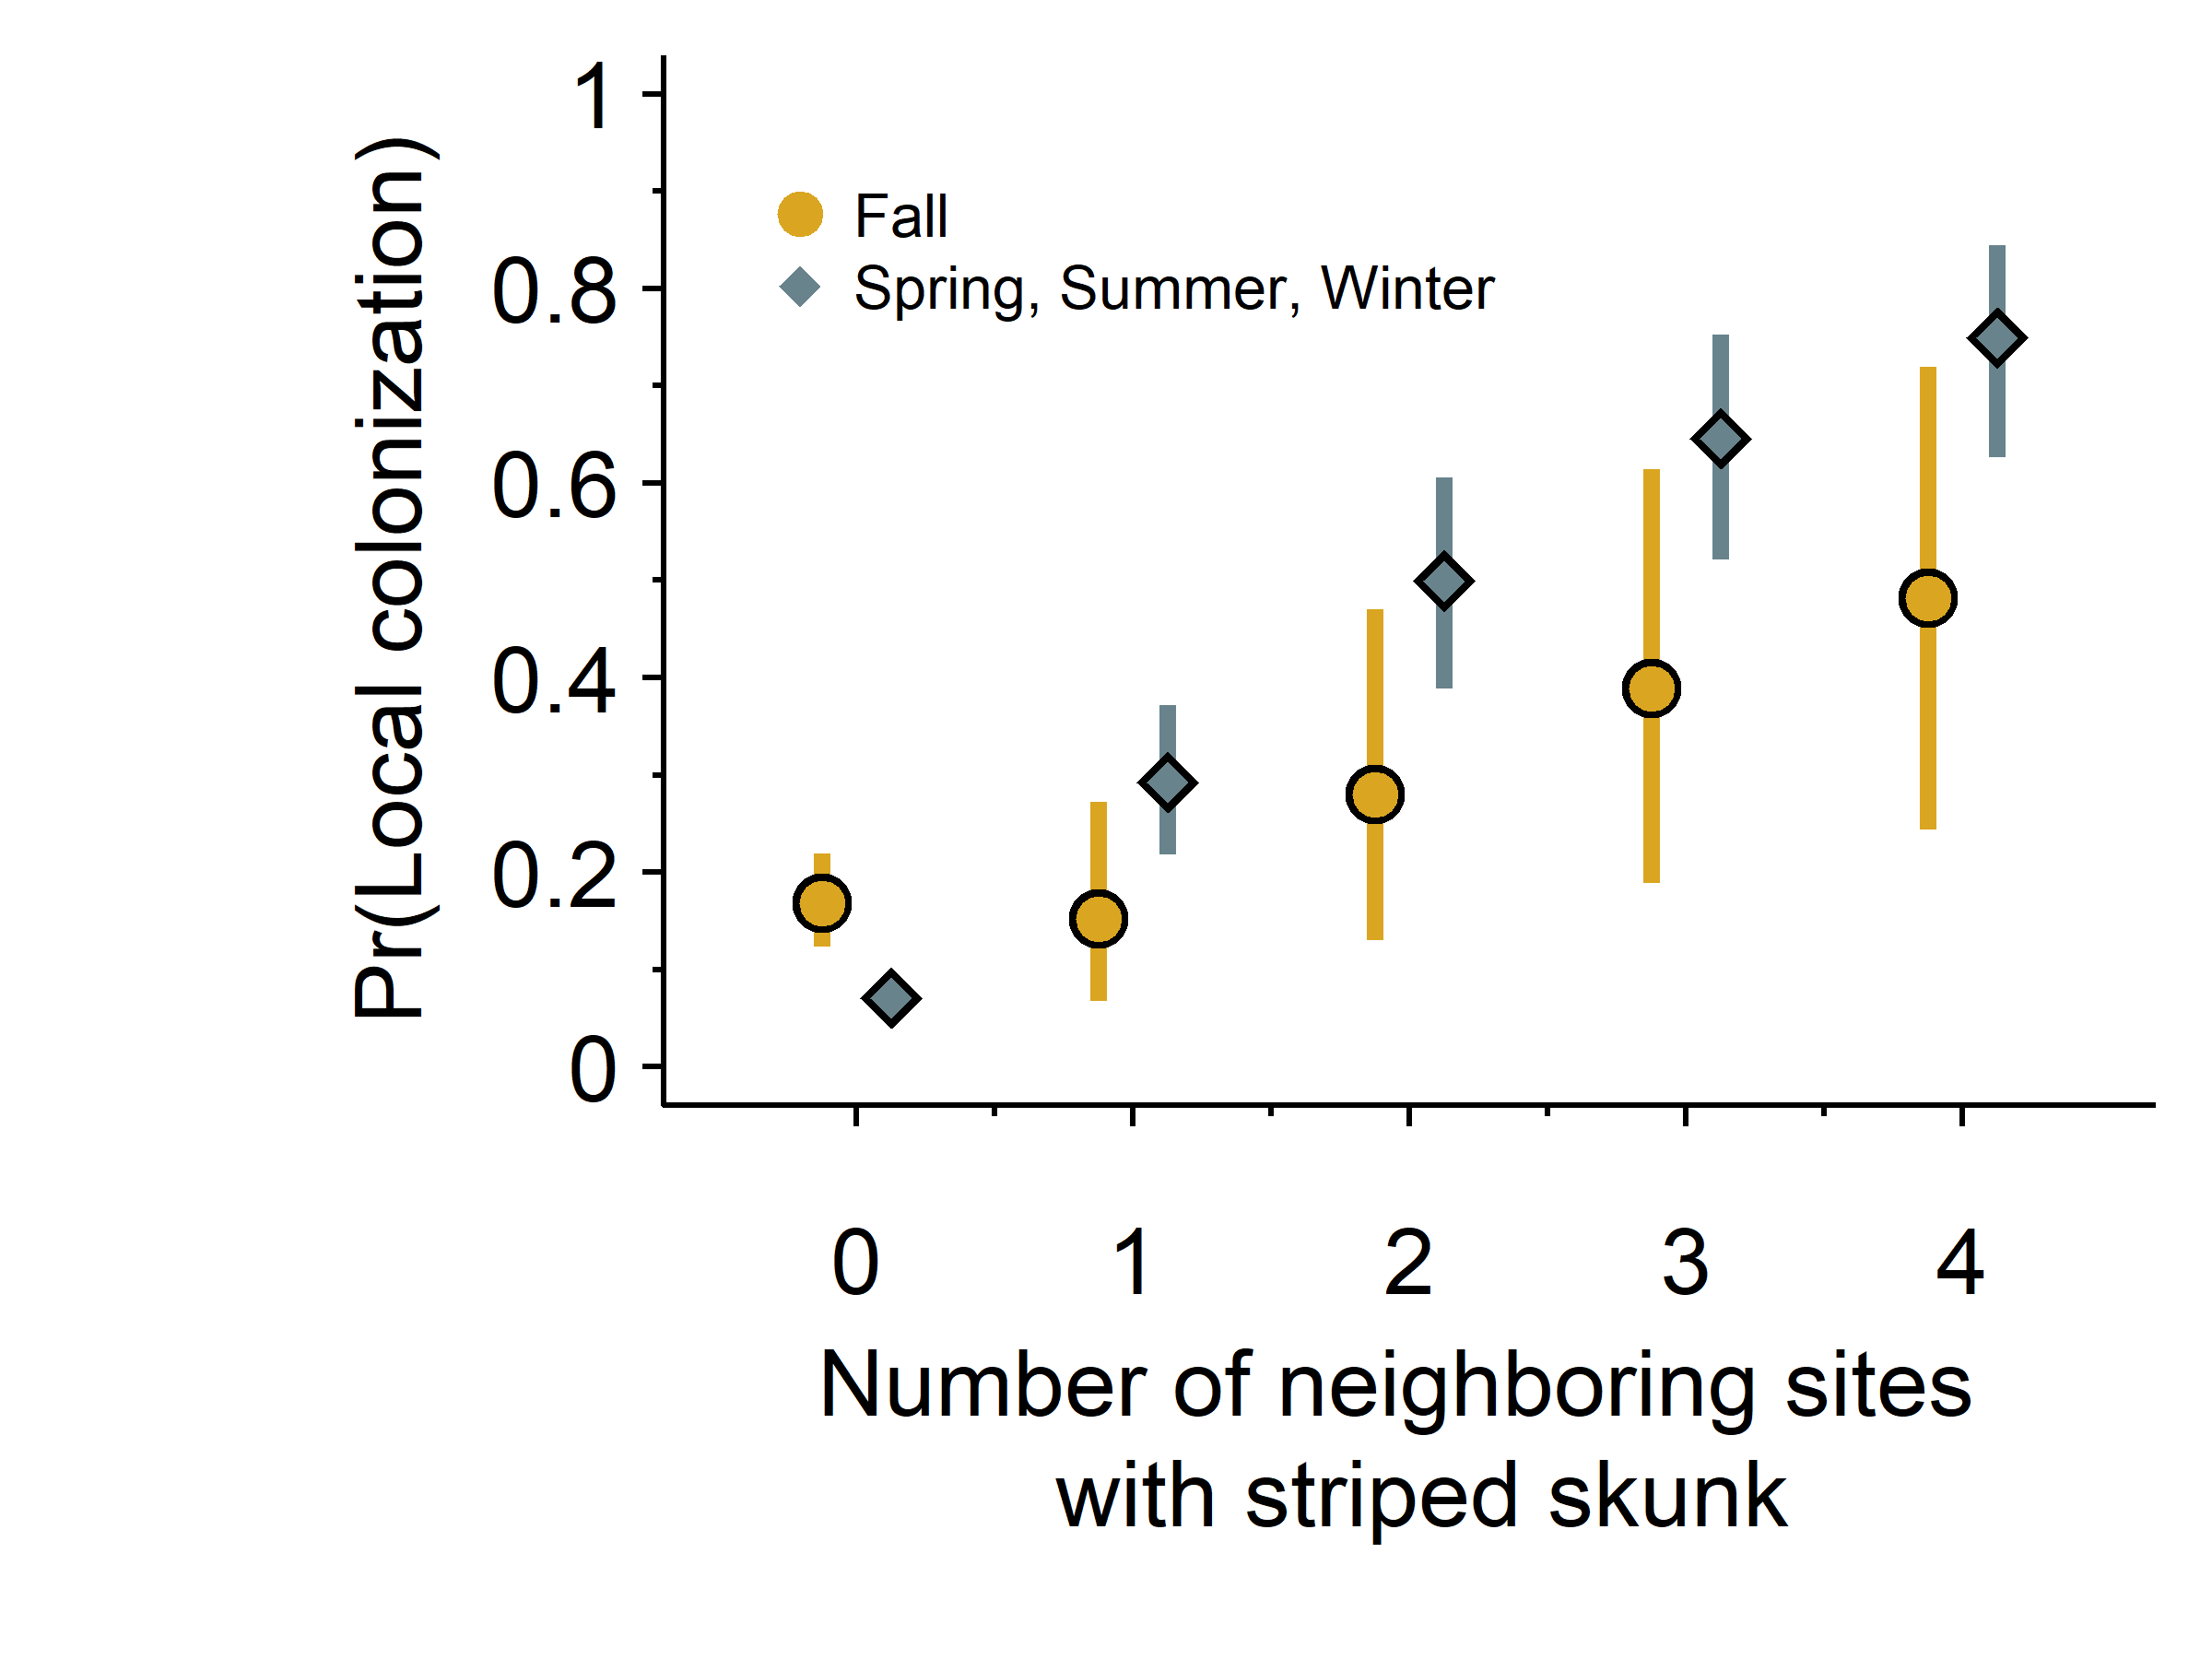 Pr(Local colonization)
1
0.8
0.6
0.4
0.2
0
Fall
Spring, Summer, Winter
0 1 2 3 4
Number of neighboring sites
with striped skunk